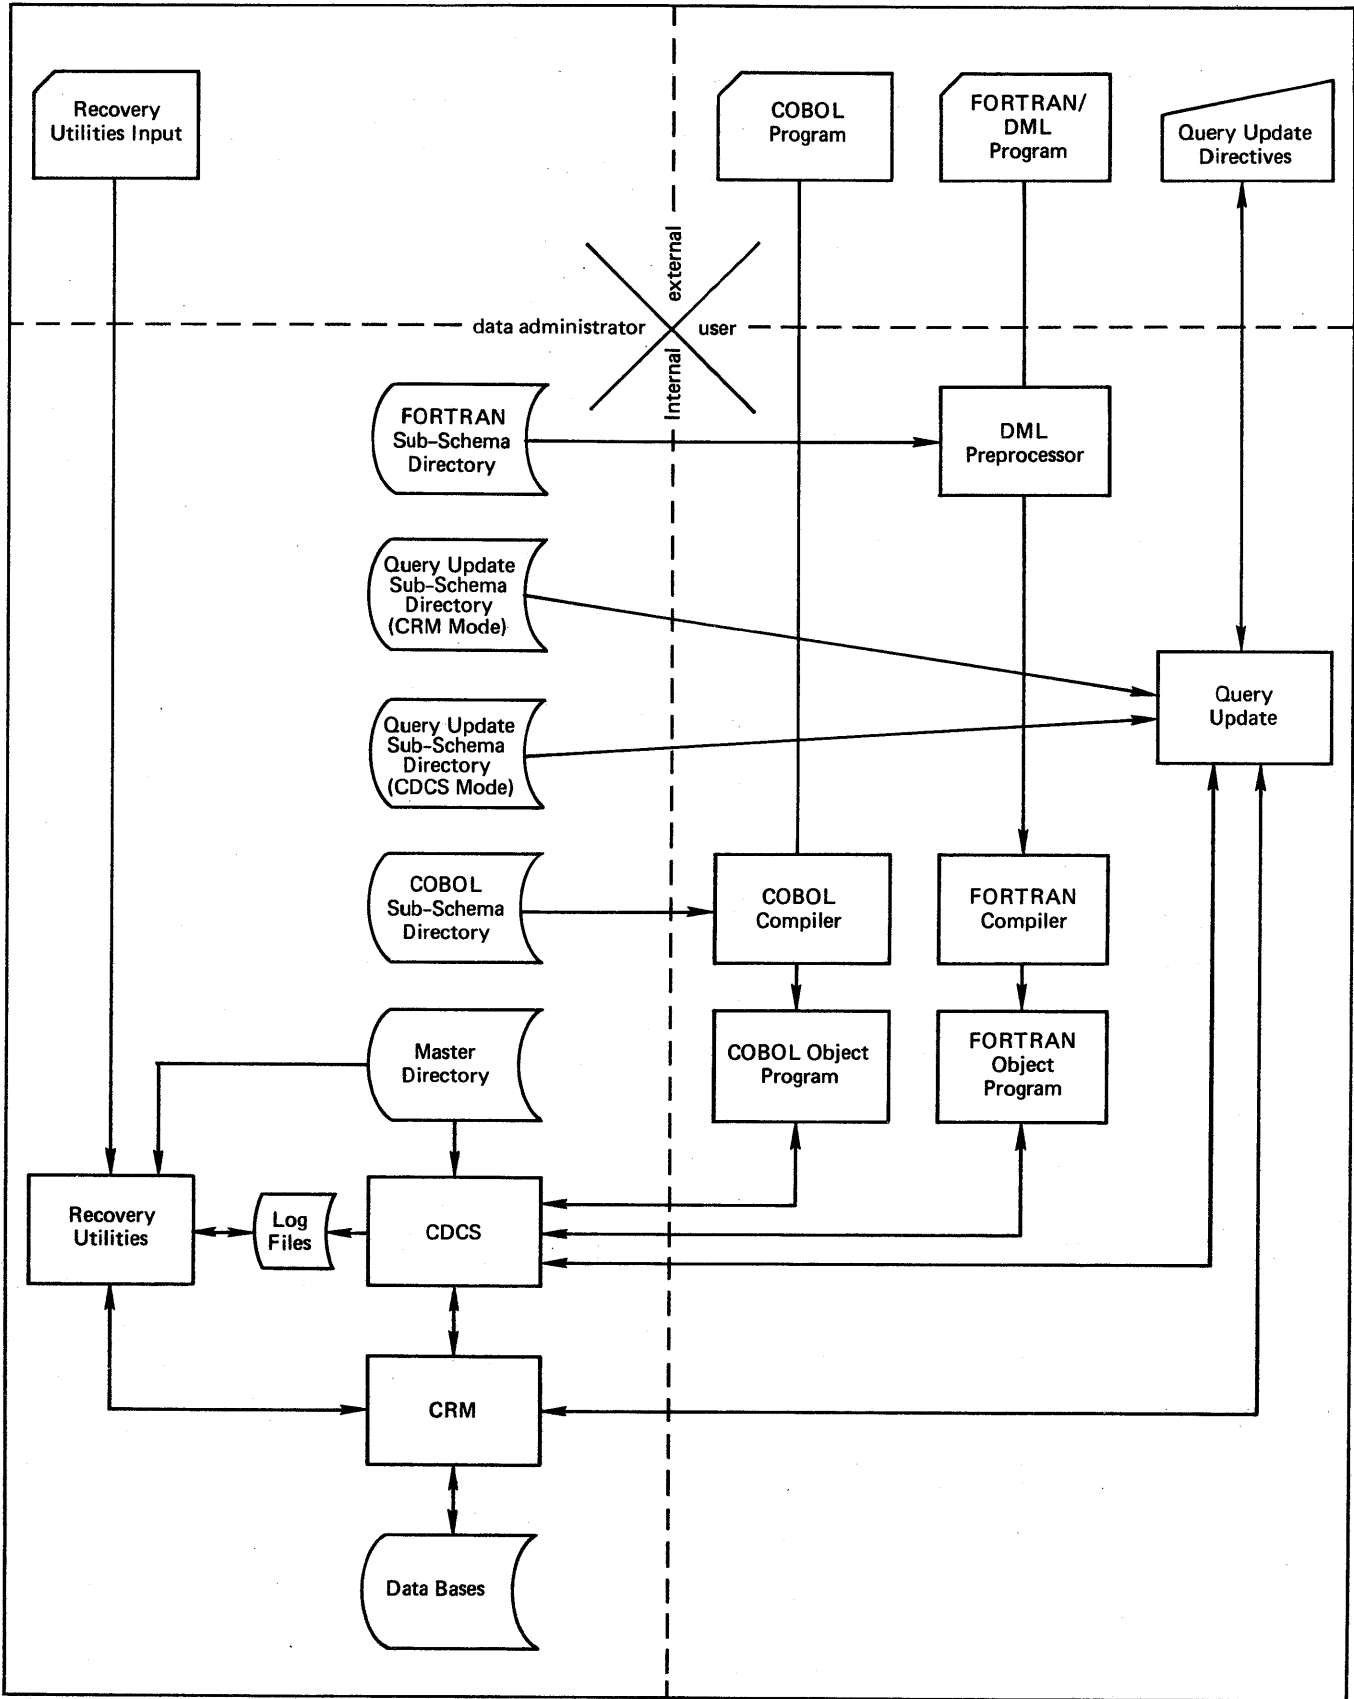 Recovery
Utilities Input
COBOL
Program
FORTRAN/
DML
Program
Query Update
Directives
external
data administrator
user
Internal
FORTRAN
Sub-Schema
Directory
DML
Preprocessor
Query Update
Sub-Schema
Directory
(CRM Mode)
Query
Update
Query Update
Sub-Schema
Directory
(CDCS Mode)
COBOL
Sub-Schema
Directory
COBOL
Compiler
FORTRAN
Compiler
Master
Directory
COBOL Object
Program
FORTRAN
Object
Program
Recovery
Utilities
Log
Files
CDCS
CRM
Data Bases